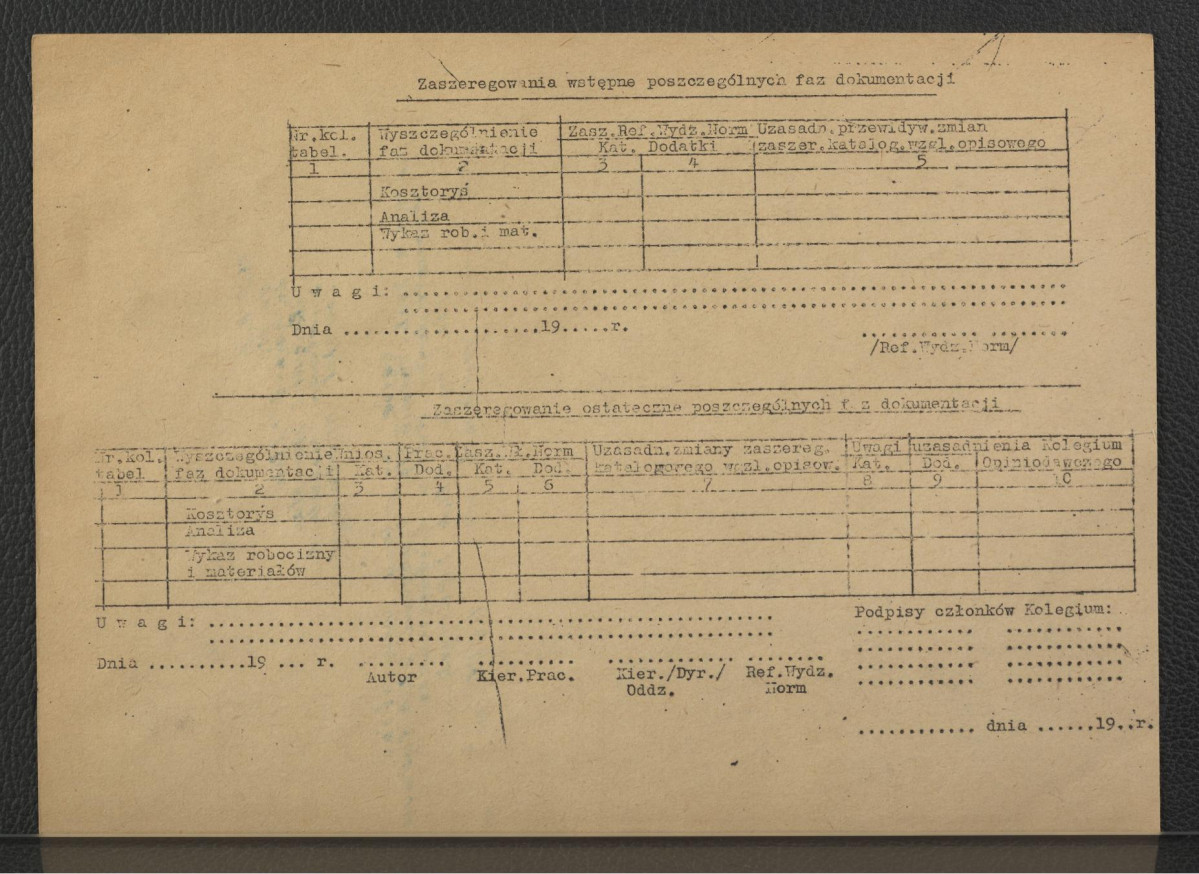 Zaszeregowania wstępne poszczególnych faz dokumentacji
Nr.kol. Wyszczególnienie Zasz.Ref.Wydz.Norm Uzasadn.przewidyw.zmian
tabel. faz dokumentacji Kat. Dodatki zaszer.katalog.wzgl.opisowego
1 2 3 4 5
Kosztoryś
Analiza
Wykaz rob.i mat.
U w a g i: ................................................................
................................................................
Dnia ......................19.....r.
............ ........
/Ref.Wydz.Norm/
Zaszeregowanie ostateczne poszczególnych faz dokumentacji
Nr.kol. Wyszczególnienie Wnios. Prac. Zasz.Wł.Norm Uzasadn.zmiany zaszereg. Uwagi uzasadnienia Kolegium
tabel faz dokumentacji Kat. Dod. Kat. Dod. katalogowego wzgl.opisow. Kat. Dod. Opiniodawczego
1 2 3 4 5 6 7 8 9 10
Kosztoryś
Analiza
Wykaz robocizny
i materiałów
U w a g i: ................................................................
................................................................
Podpisy członków Kolegium:
............ ............
............ ............
............ ............
............ ............
Dnia ..........19 ... r. ......... .......... ............. ........
Autor Kier.Prac. Kier./Dyr./ Ref.Wydz.
Oddz. Norm
............ dnia ......19..r.